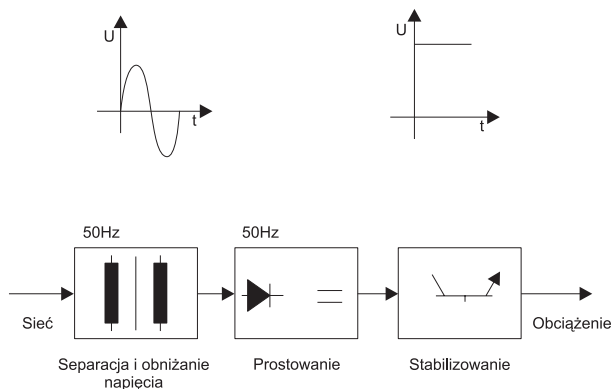 U
t
U
t
50Hz
50Hz
Sieć
Obciążenie
Separacja i obniżanie
napięcia
Prostowanie
Stabilizowanie